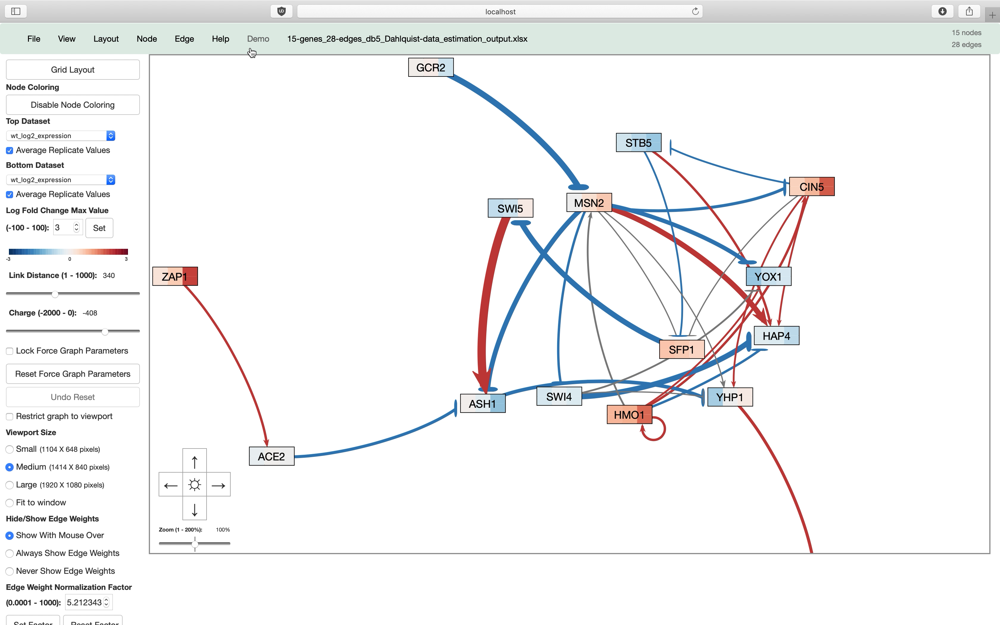 localhost
File View Layout Node Edge Help Demo 15-genes_28-edges_db5_Dahlquist-data_estimation_output.xlsx
15 nodes
28 edges
Grid Layout
Node Coloring
Disable Node Coloring
Top Dataset
wt_log2_expression
Average Replicate Values
Bottom Dataset
wt_log2_expression
Average Replicate Values
Log Fold Change Max Value
(-100 - 100): 3 Set
-3 0 3
Link Distance (1 - 1000): 340
Charge (-2000 - 0): -408
Lock Force Graph Parameters
Reset Force Graph Parameters
Undo Reset
Restrict graph to viewport
Viewport Size
Small (1104 X 648 pixels)
Medium (1414 X 840 pixels)
Large (1920 X 1080 pixels)
Fit to window
Hide/Show Edge Weights
Show With Mouse Over
Always Show Edge Weights
Never Show Edge Weights
Edge Weight Normalization Factor
(0.0001 - 1000): 5.212343
Set Factor Reset Factor
GCR2
STB5
CIN5
MSN2
SWI5
ZAP1
YOX1
HAP4
SFP1
SWI4
YHP1
ASH1
HMO1
ACE2
Zoom (1 - 200%): 100%